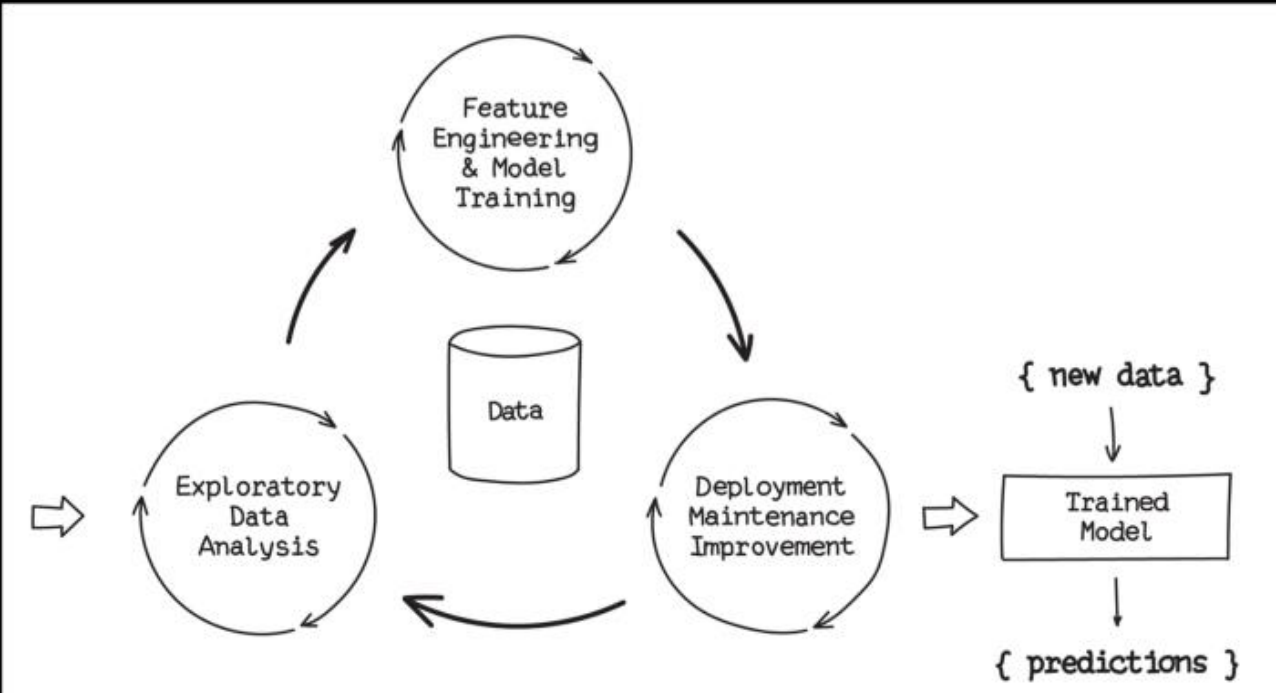 Feature
Engineering
& Model
Training
Data
Exploratory
Data
Analysis
Deployment
Maintenance
Improvement
{ new data }
Trained
Model
{ predictions }